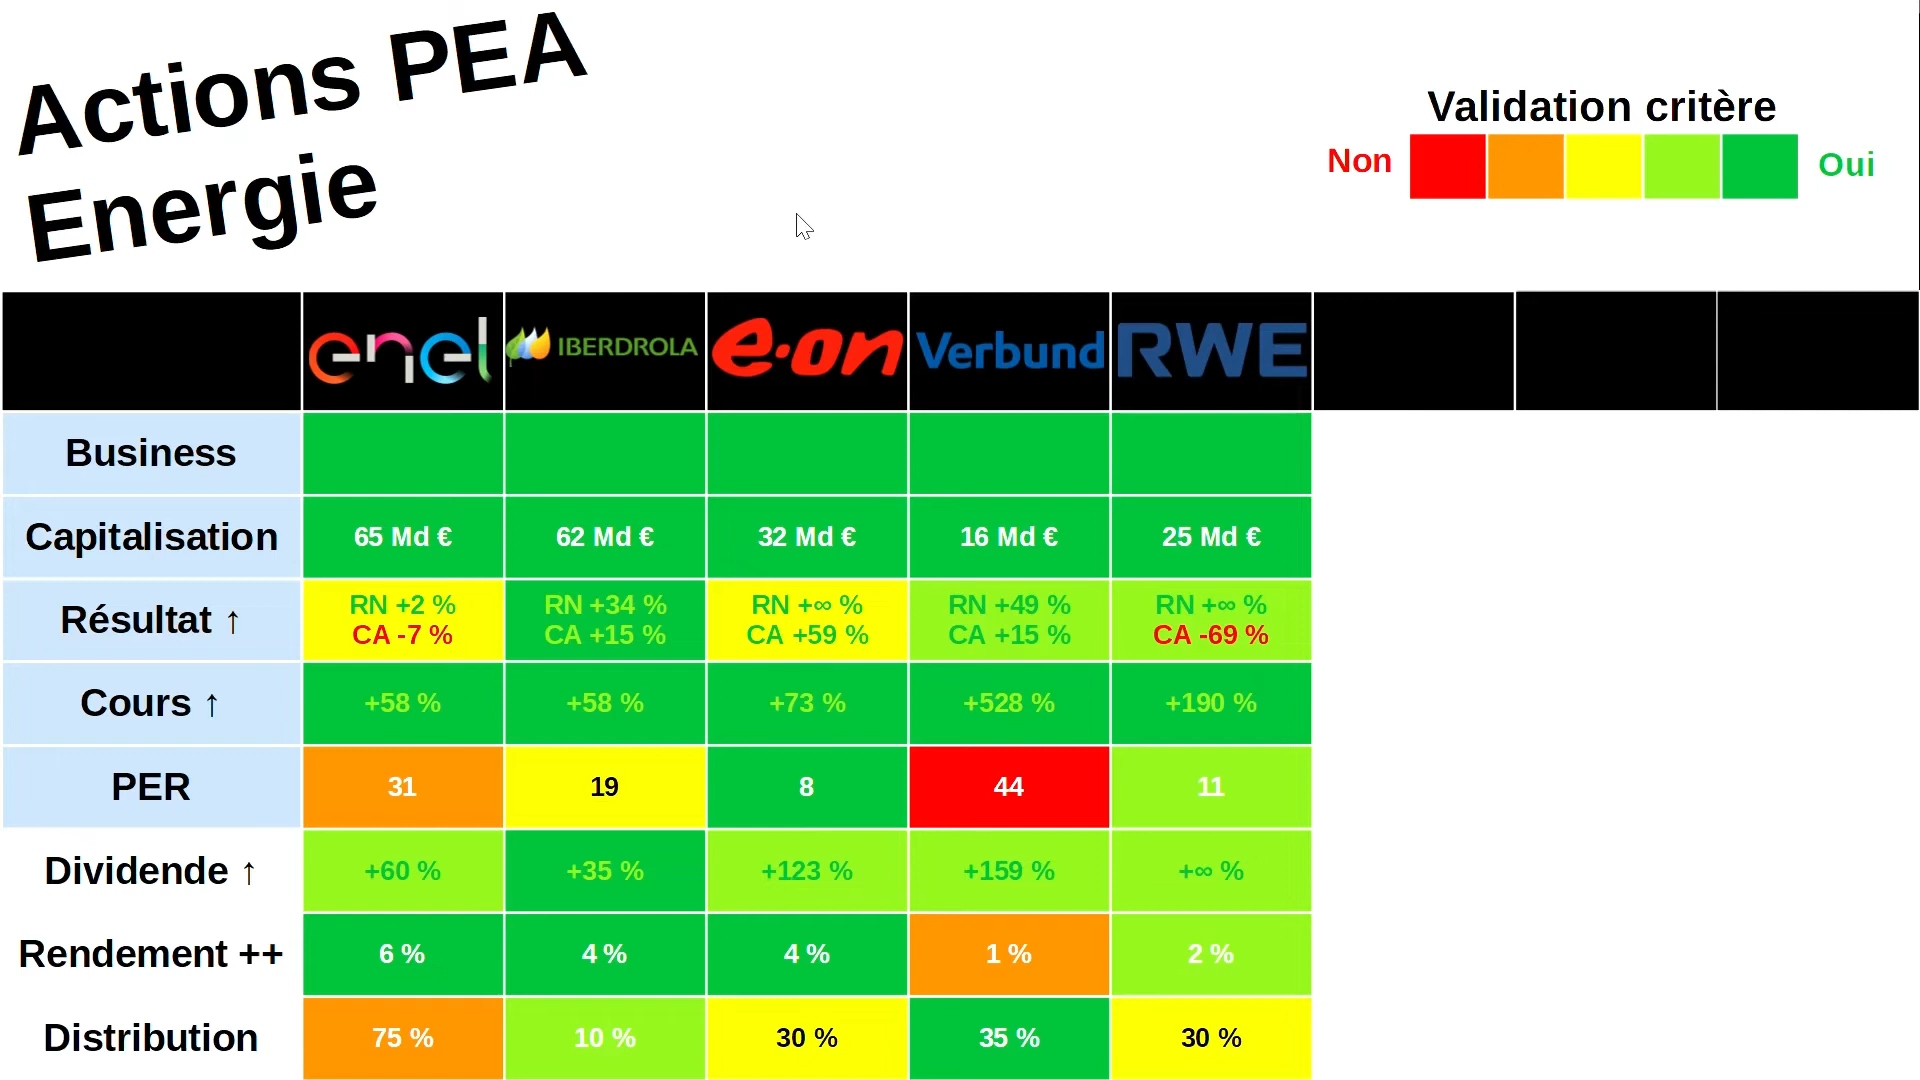 Actions PEA
Energie
Validation critère
Non
Oui
enel IBERDROLA e·on Verbund RWE
Business
Capitalisation 65 Md € 62 Md € 32 Md € 16 Md € 25 Md €
Résultat ↑
RN +2 % RN +34 % RN +∞ % RN +49 % RN +∞ %
CA -7 % CA +15 % CA +59 % CA +15 % CA -69 %
Cours ↑ +58 % +58 % +73 % +528 % +190 %
PER 31 19 8 44 11
Dividende ↑ +60 % +35 % +123 % +159 % +∞ %
Rendement ++ 6 % 4 % 4 % 1 % 2 %
Distribution 75 % 10 % 30 % 35 % 30 %